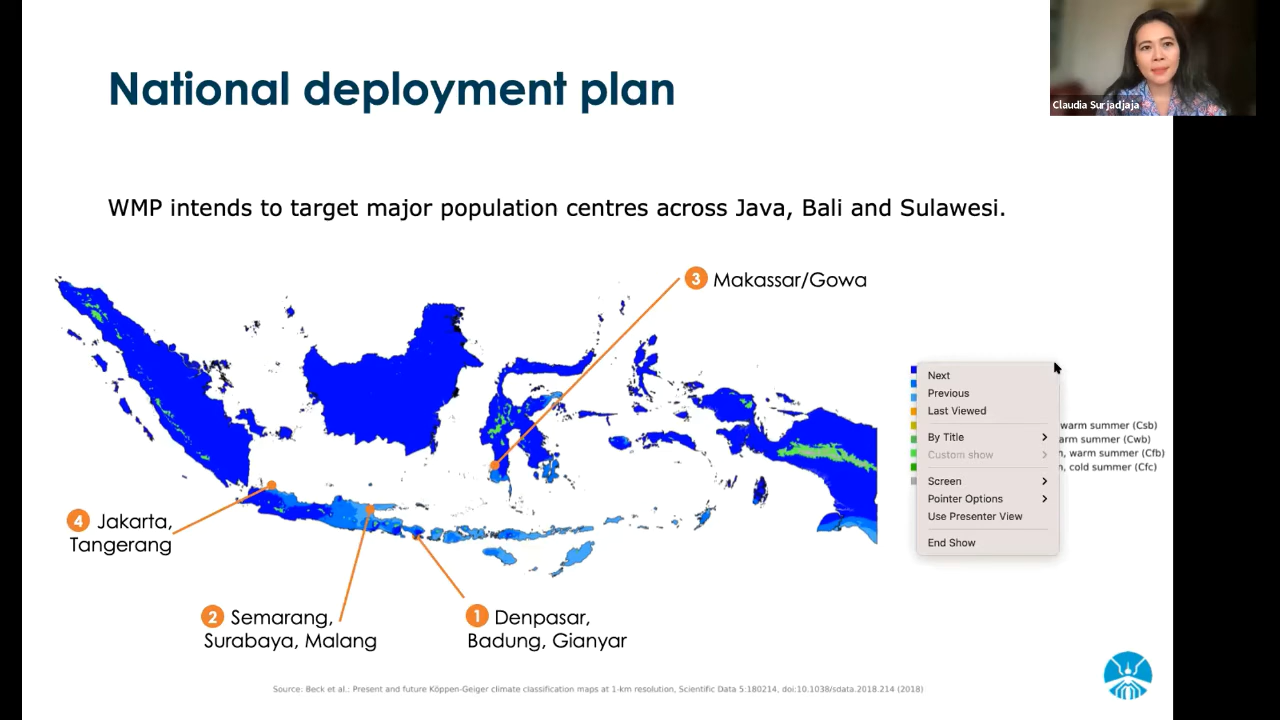 National deployment plan
Claudia Surjadjaja
WMP intends to target major population centres across Java, Bali and Sulawesi.
3 Makassar/Gowa
Next
Previous
Last Viewed
By Title
Custom show
Screen
Pointer Options
Use Presenter View
End Show
warm summer (Csb)
arm summer (Cwb)
n, warm summer (Cfb)
n, cold summer (Cfc)
4 Jakarta,
Tangerang
2 Semarang,
Surabaya, Malang
1 Denpasar,
Badung, Gianyar
Source: Beck et al.: Present and future Köppen-Geiger climate classification maps at 1-km resolution, Scientific Data 5:180214, doi:10.1038/sdata.2018.214 (2018)